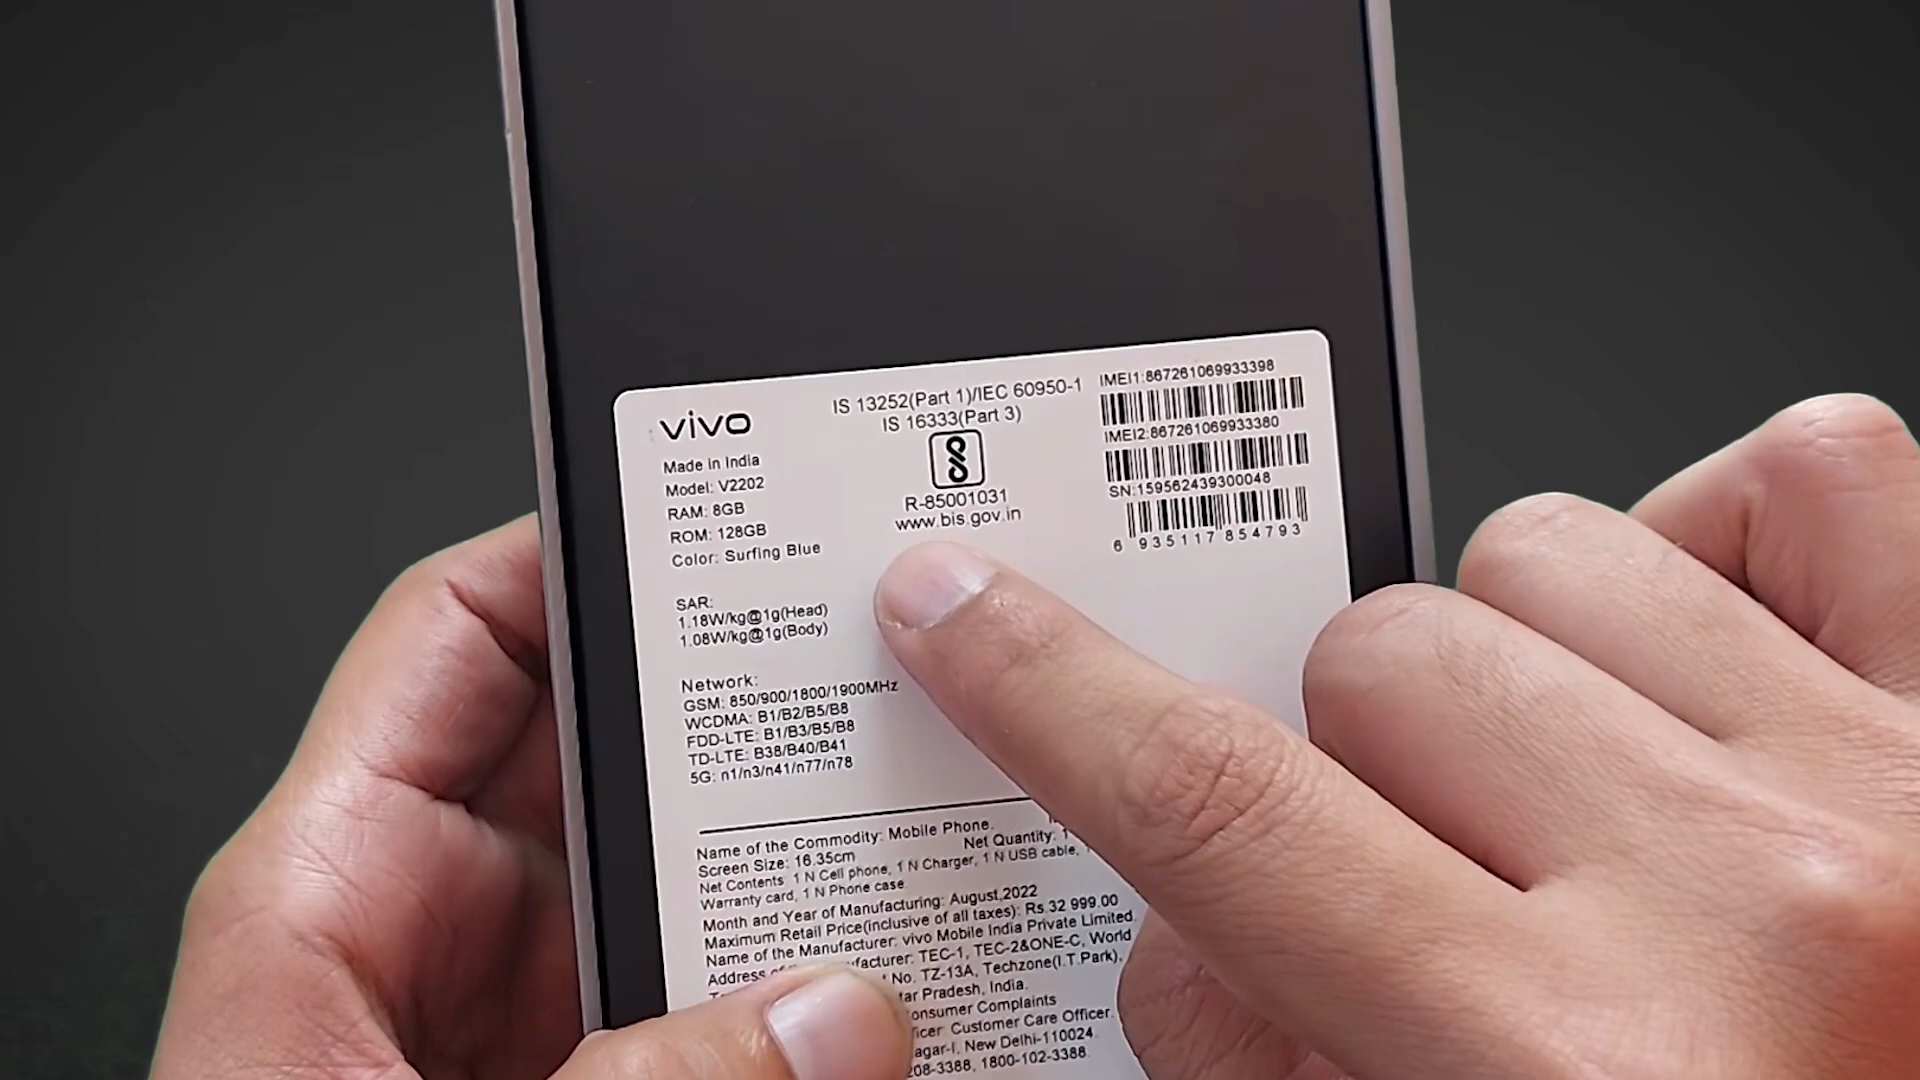 vivo
Made in India
Model: V2202
RAM: 8GB
ROM: 128GB
Color: Surfing Blue
IS 13252(Part 1)/IEC 60950-1
IS 16333(Part 3)
R-85001031
www.bis.gov.in
IMEI1:867261069933398
IMEI2:867261069933380
SN:159562439300048
6 935117 854793
SAR:
1.18W/kg@1g(Head)
1.08W/kg@1g(Body)
Network:
GSM: 850/900/1800/1900MHz
WCDMA: B1/B2/B5/B8
FDD-LTE: B1/B3/B5/B8
TD-LTE: B38/B40/B41
5G: n1/n3/n41/n77/n78
Name of the Commodity: Mobile Phone.
Screen Size: 16.35cm Net Quantity: 1
Net Contents: 1 N Cell phone, 1 N Charger, 1 N USB cable,
Warranty card, 1 N Phone case
Month and Year of Manufacturing: August,2022
Maximum Retail Price(inclusive of all taxes): Rs.32 999.00
Name of the Manufacturer: vivo Mobile India Private Limited.
Address TEC-1, TEC-2&ONE-C, World
No. TZ-13A, Techzone(I.T.Park),
Pradesh, India.
Complaints
Customer Care Officer.
New Delhi-110024.
1800-102-3388.